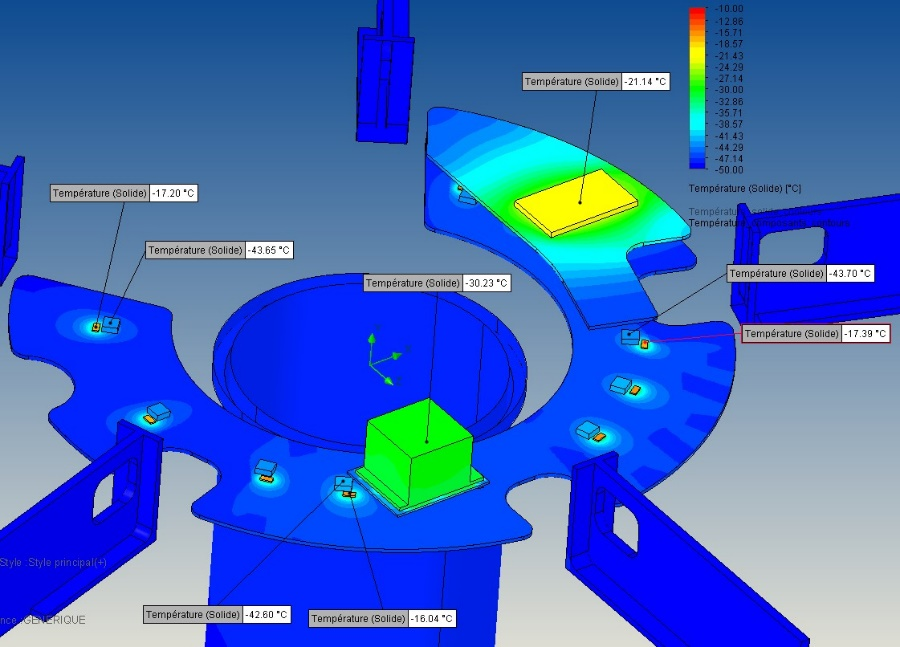 -10.00
-12.86
-15.71
-18.57
-21.43
-24.29
-27.14
-30.00
-32.86
-35.71
-38.57
-41.43
-44.29
-47.14
-50.00
Température (Solide) [°C]
Température (Solide) -21.14 °C
Température (Solide) -17.20 °C
Température (Solide) -43.65 °C
Température (Solide) -30.23 °C
Température (Solide) -43.70 °C
Température (Solide) -17.39 °C
Style :Style principal(+)
Température (Solide) -42.60 °C
Température (Solide) -16.04 °C
nce :GENERIQUE